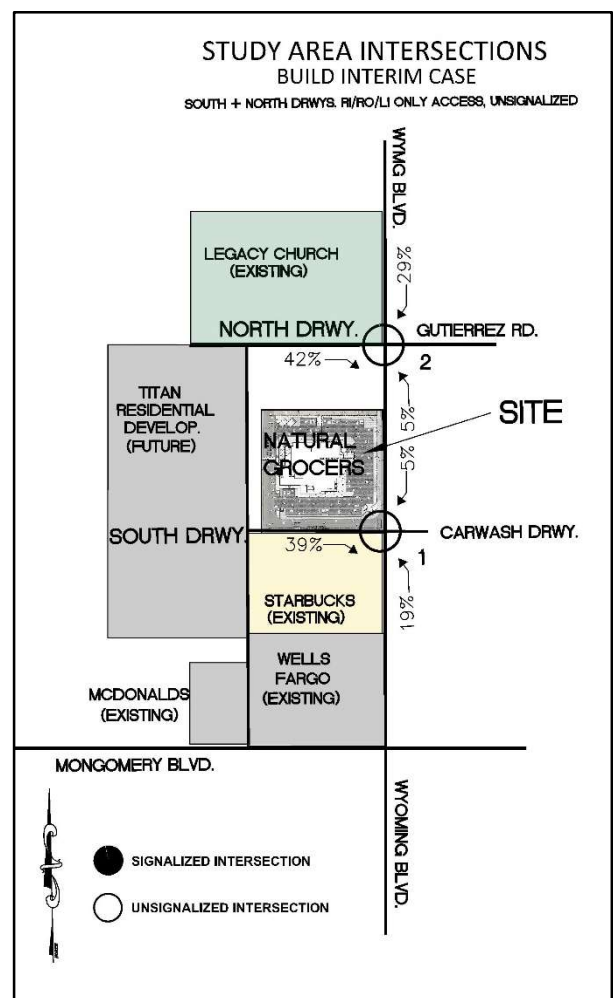 STUDY AREA INTERSECTIONS
BUILD INTERIM CASE
SOUTH + NORTH DRWYS. RI/RO/LI ONLY ACCESS, UNSIGNALIZED
WYMG BLVD.
LEGACY CHURCH
(EXISTING)
29%
NORTH DRWY.
GUTIERREZ RD.
42%
2
TITAN
RESIDENTIAL
DEVELOP.
(FUTURE)
5%
SITE
NATURAL
GROCERS
5%
SOUTH DRWY.
CARWASH DRWY.
39%
1
STARBUCKS
(EXISTING)
19%
WELLS
FARGO
(EXISTING)
MCDONALDS
(EXISTING)
MONGOMERY BLVD.
WYOMING BLVD.
SIGNALIZED INTERSECTION
UNSIGNALIZED INTERSECTION